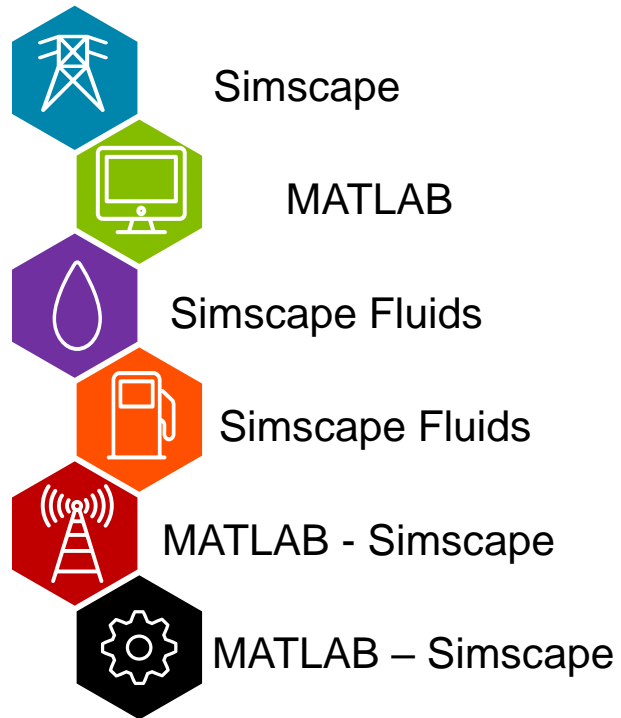 Simscape
MATLAB
Simscape Fluids
Simscape Fluids
MATLAB - Simscape
MATLAB – Simscape